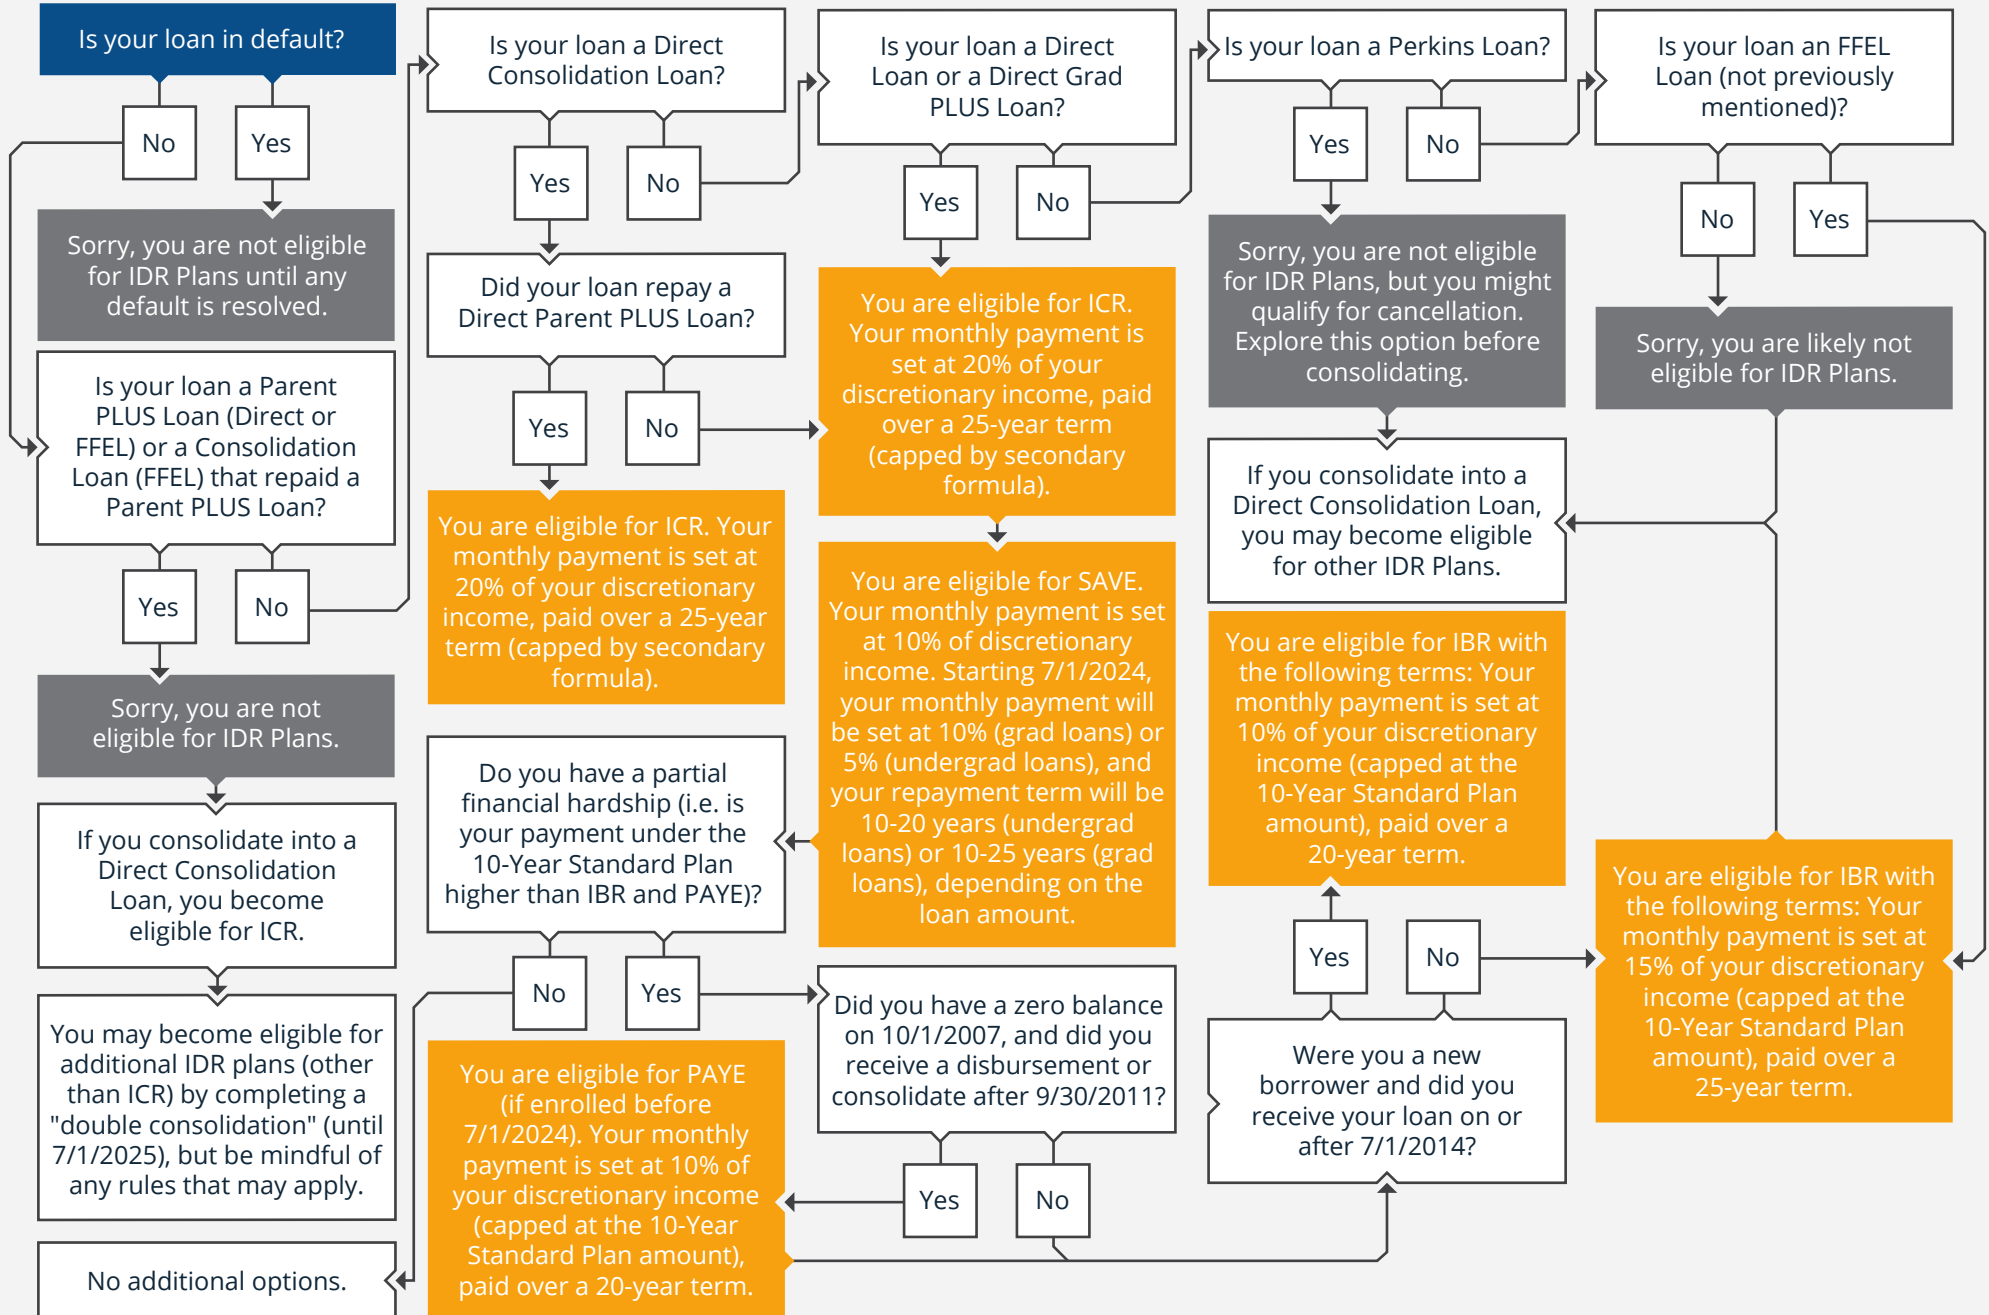 Is your loan in default?
No
Yes
Sorry, you are not eligible
for IDR Plans until any
default is resolved.
Is your loan a Parent
PLUS Loan (Direct or
FFEL) or a Consolidation
Loan (FFEL) that repaid a
Parent PLUS Loan?
Yes
No
Sorry, you are not
eligible for IDR Plans.
If you consolidate into a
Direct Consolidation
Loan, you become
eligible for ICR.
You may become eligible for
additional IDR plans (other
than ICR) by completing a
"double consolidation" (until
7/1/2025), but be mindful of
any rules that may apply.
No additional options.
Is your loan a Direct
Consolidation Loan?
Yes
No
Did your loan repay a
Direct Parent PLUS Loan?
Yes
No
You are eligible for ICR. Your
monthly payment is set at
20% of your discretionary
income, paid over a 25-year
term (capped by secondary
formula).
Do you have a partial
financial hardship (i.e. is
your payment under the
10-Year Standard Plan
higher than IBR and PAYE)?
No
Yes
You are eligible for PAYE
(if enrolled before
7/1/2024). Your monthly
payment is set at 10% of
your discretionary income
(capped at the 10-Year
Standard Plan amount),
paid over a 20-year term.
Is your loan a Direct
Loan or a Direct Grad
PLUS Loan?
Yes
No
You are eligible for ICR.
Your monthly payment is
set at 20% of your
discretionary income, paid
over a 25-year term
(capped by secondary
formula).
You are eligible for SAVE.
Your monthly payment is set
at 10% of discretionary
income. Starting 7/1/2024,
your monthly payment will
be set at 10% (grad loans) or
5% (undergrad loans), and
your repayment term will be
10-20 years (undergrad
loans) or 10-25 years (grad
loans), depending on the
loan amount.
Did you have a zero balance
on 10/1/2007, and did you
receive a disbursement or
consolidate after 9/30/2011?
Yes
No
Is your loan a Perkins Loan?
Yes
No
Sorry, you are not eligible
for IDR Plans, but you might
qualify for cancellation.
Explore this option before
consolidating.
If you consolidate into a
Direct Consolidation Loan,
you may become eligible
for other IDR Plans.
You are eligible for IBR with
the following terms: Your
monthly payment is set at
10% of your discretionary
income (capped at the
10-Year Standard Plan
amount), paid over a
20-year term.
Yes
No
Were you a new
borrower and did you
receive your loan on or
after 7/1/2014?
Is your loan an FFEL
Loan (not previously
mentioned)?
No
Yes
Sorry, you are likely not
eligible for IDR Plans.
You are eligible for IBR with
the following terms: Your
monthly payment is set at
15% of your discretionary
income (capped at the
10-Year Standard Plan
amount), paid over a
25-year term.